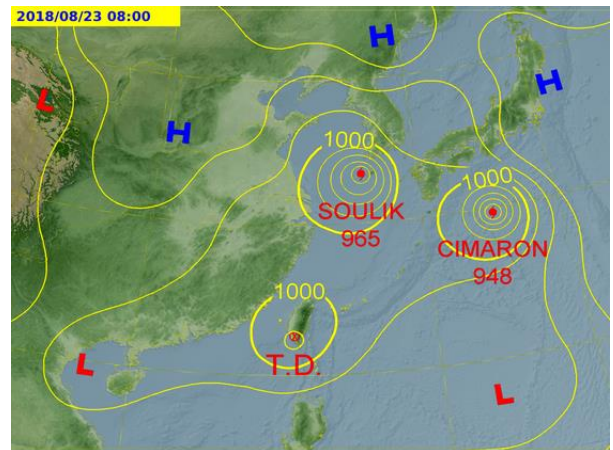 2018/08/23 08:00
H
H
L
H
1000
1000
SOULIK
965
CIMARON
948
1000
T.D.
L
L